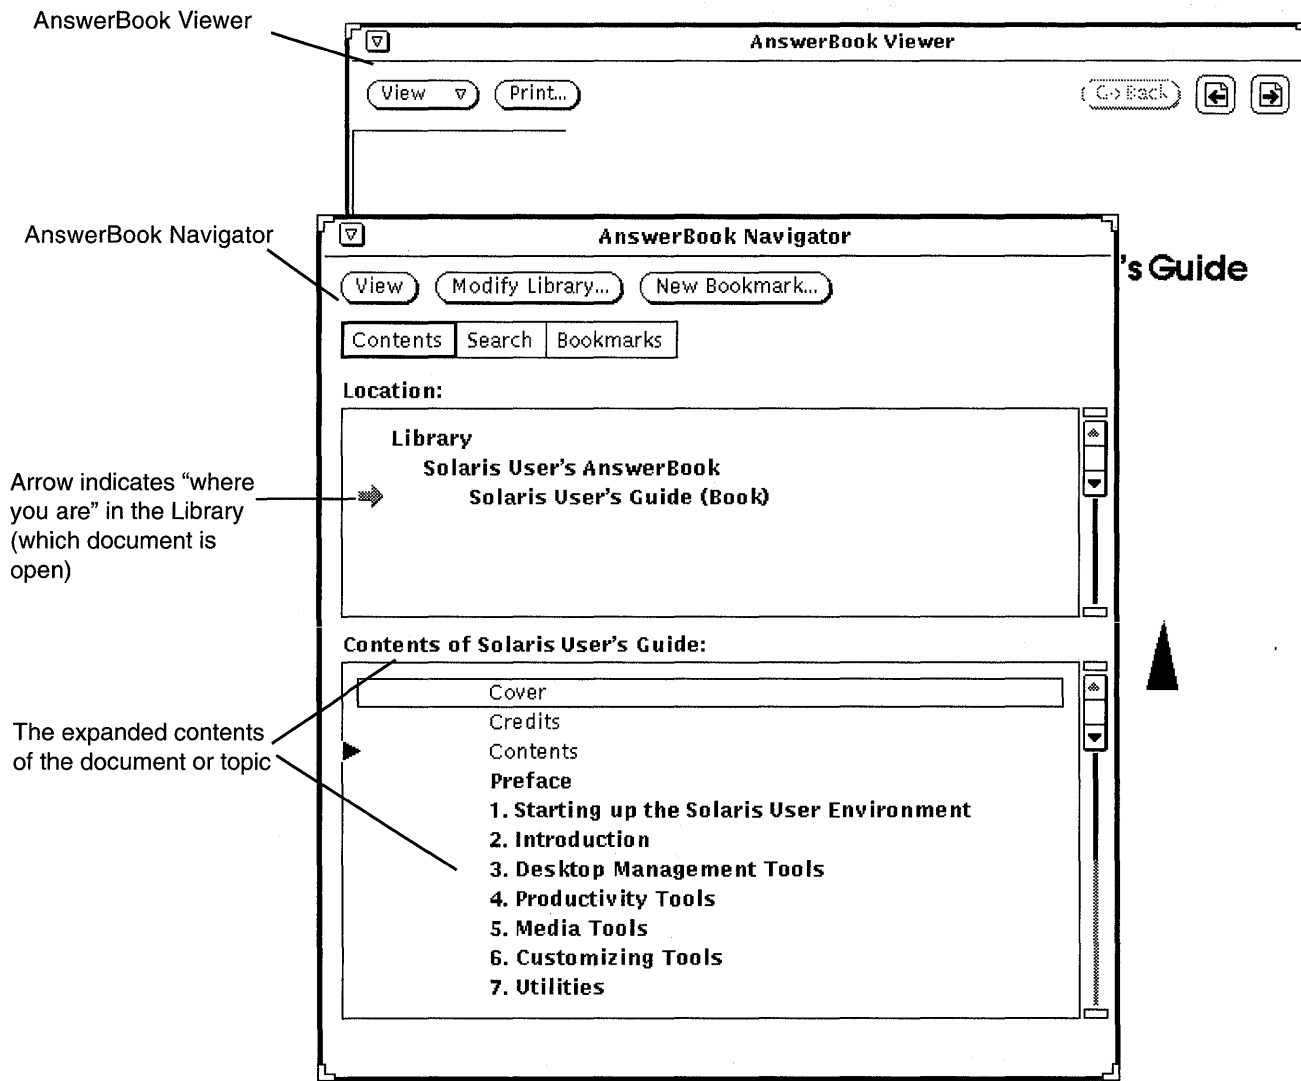 AnswerBook Viewer
AnswerBook Viewer
View
Print...
Go Back
AnswerBook Navigator
AnswerBook Navigator
's Guide
View
Modify Library...
New Bookmark...
Contents
Search
Bookmarks
Location:
Library
Solaris User's AnswerBook
Solaris User's Guide (Book)
Arrow indicates “where
you are” in the Library
(which document is
open)
Contents of Solaris User's Guide:
Cover
Credits
Contents
Preface
1. Starting up the Solaris User Environment
2. Introduction
3. Desktop Management Tools
4. Productivity Tools
5. Media Tools
6. Customizing Tools
7. Utilities
The expanded contents
of the document or topic